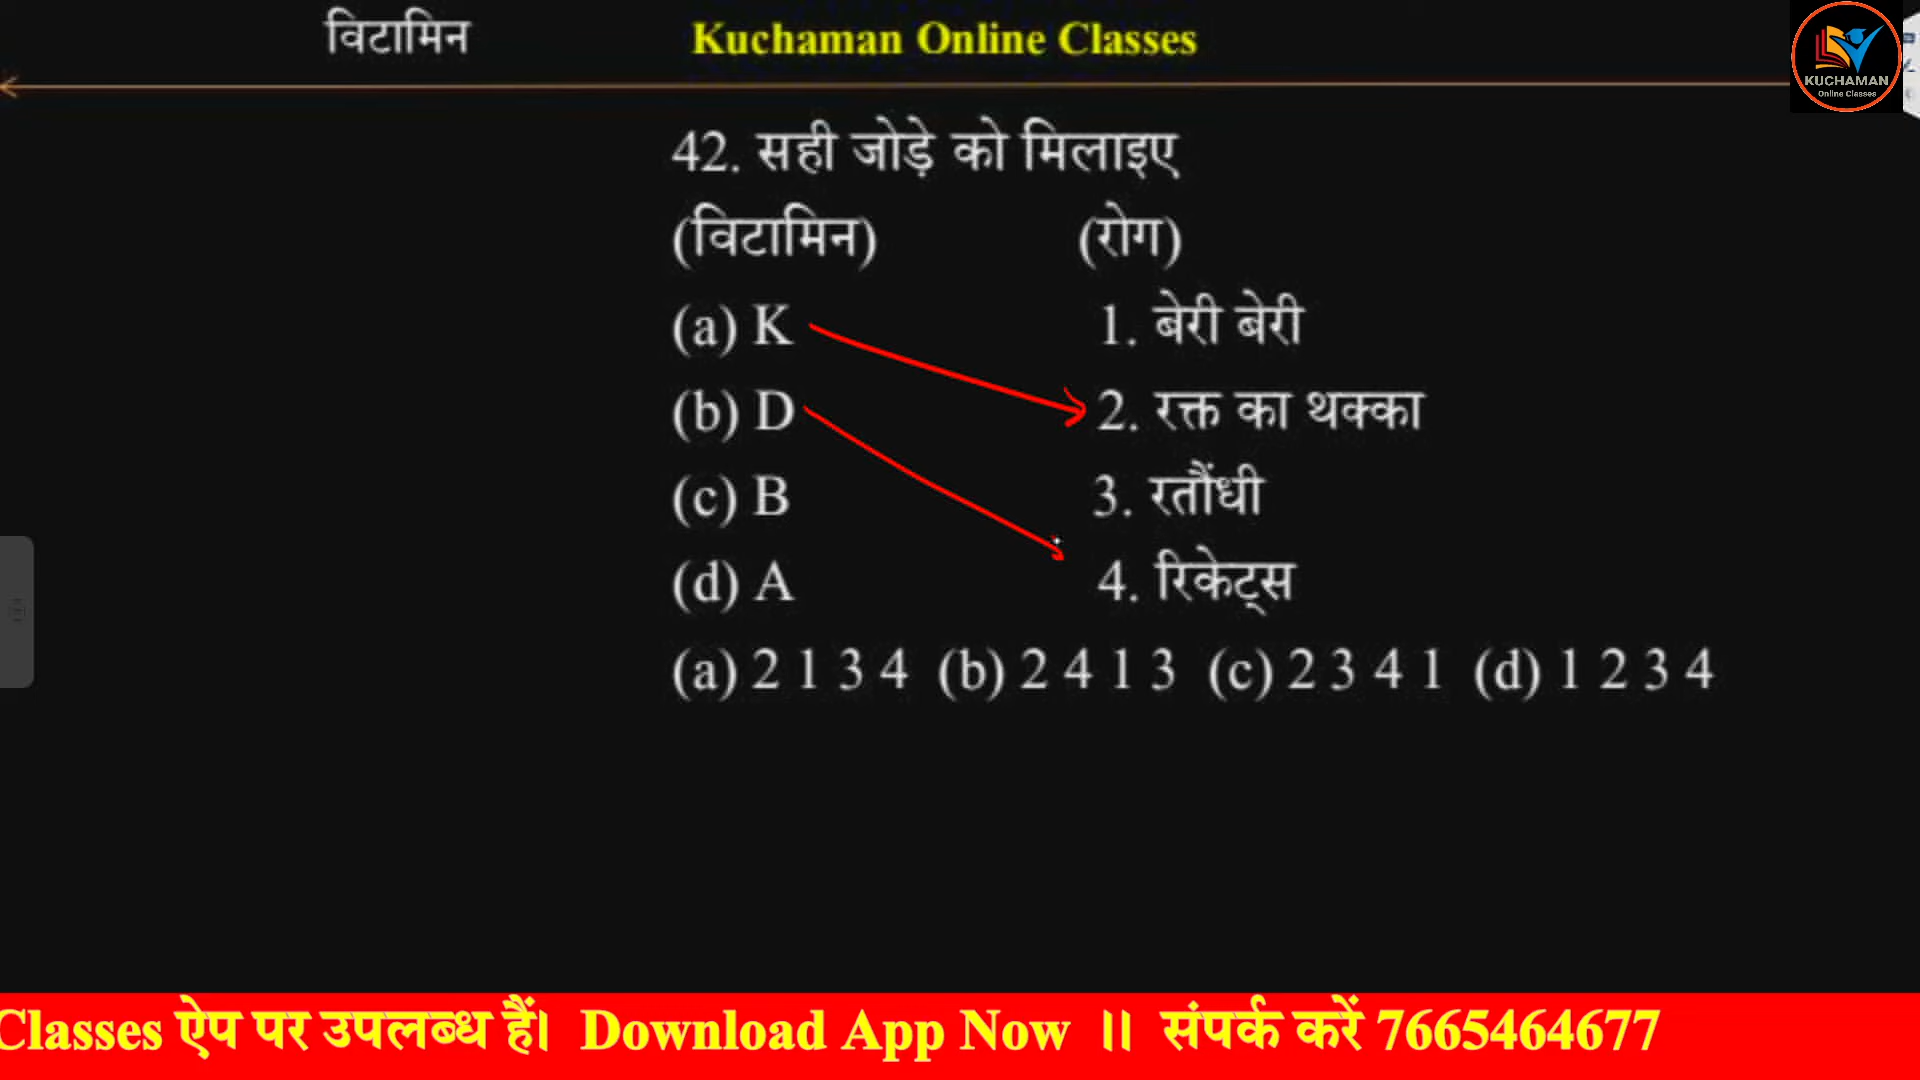 विटामिन Kuchaman Online Classes
KUCHAMAN
Online Classes
42. सही जोड़े को मिलाइए
(विटामिन) (रोग)
(a) K 1. बेरी बेरी
(b) D 2. रक्त का थक्का
(c) B 3. रतौंधी
(d) A 4. रिकेट्स
(a) 2 1 3 4 (b) 2 4 1 3 (c) 2 3 4 1 (d) 1 2 3 4
Classes ऐप पर उपलब्ध हैं। Download App Now ।। संपर्क करें 7665464677